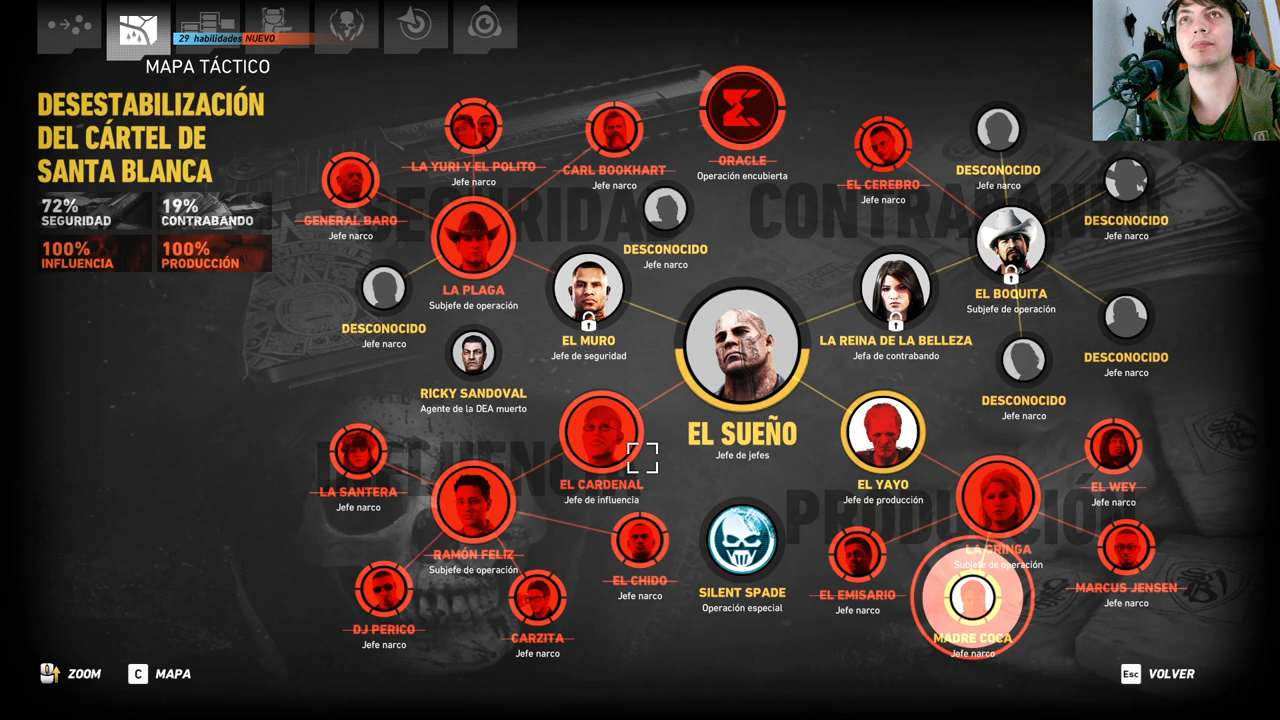 29 habilidades NUEVO
MAPA TÁCTICO
DESESTABILIZACIÓN
DEL CÁRTEL DE
SANTA BLANCA
72%
SEGURIDAD
19%
CONTRABANDO
100%
INFLUENCIA
100%
PRODUCCIÓN
SEGURIDAD
CONTRABANDO
INFLUENCIA
PRODUCCIÓN
LA YURI Y EL POLITO
Jefe narco
CARL BOOKHART
Jefe narco
ORACLE
Operación encubierta
EL CEREBRO
Jefe narco
DESCONOCIDO
Jefe narco
GENERAL BARO
Jefe narco
DESCONOCIDO
Jefe narco
DESCONOCIDO
Jefe narco
LA PLAGA
Subjefe de operación
EL BOQUITA
Subjefe de operación
DESCONOCIDO
Jefe narco
EL MURO
Jefe de seguridad
LA REINA DE LA BELLEZA
Jefa de contrabando
DESCONOCIDO
Jefe narco
RICKY SANDOVAL
Agente de la DEA muerto
DESCONOCIDO
Jefe narco
EL SUEÑO
Jefe de jefes
LA SANTERA
Jefe narco
EL CARDENAL
Jefe de influencia
EL YAYO
Jefe de producción
EL WEY
Jefe narco
RAMÓN FELIZ
Subjefe de operación
LA GRINGA
Subjefe de operación
EL CHIDO
Jefe narco
SILENT SPADE
Operación especial
EL EMISARIO
Jefe narco
MARCUS JENSEN
Jefe narco
DJ PERICO
Jefe narco
CARZITA
Jefe narco
MADRE COCA
Jefe narco
ZOOM
C MAPA
Esc VOLVER